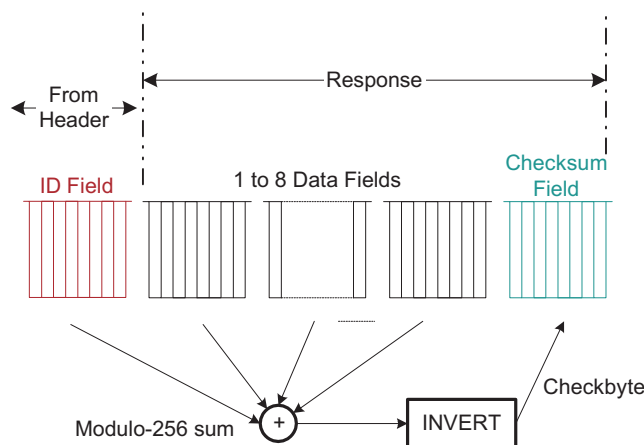 Response
From
Header
ID Field
1 to 8 Data Fields
Checksum
Field
Checkbyte
Modulo-256 sum
+
INVERT